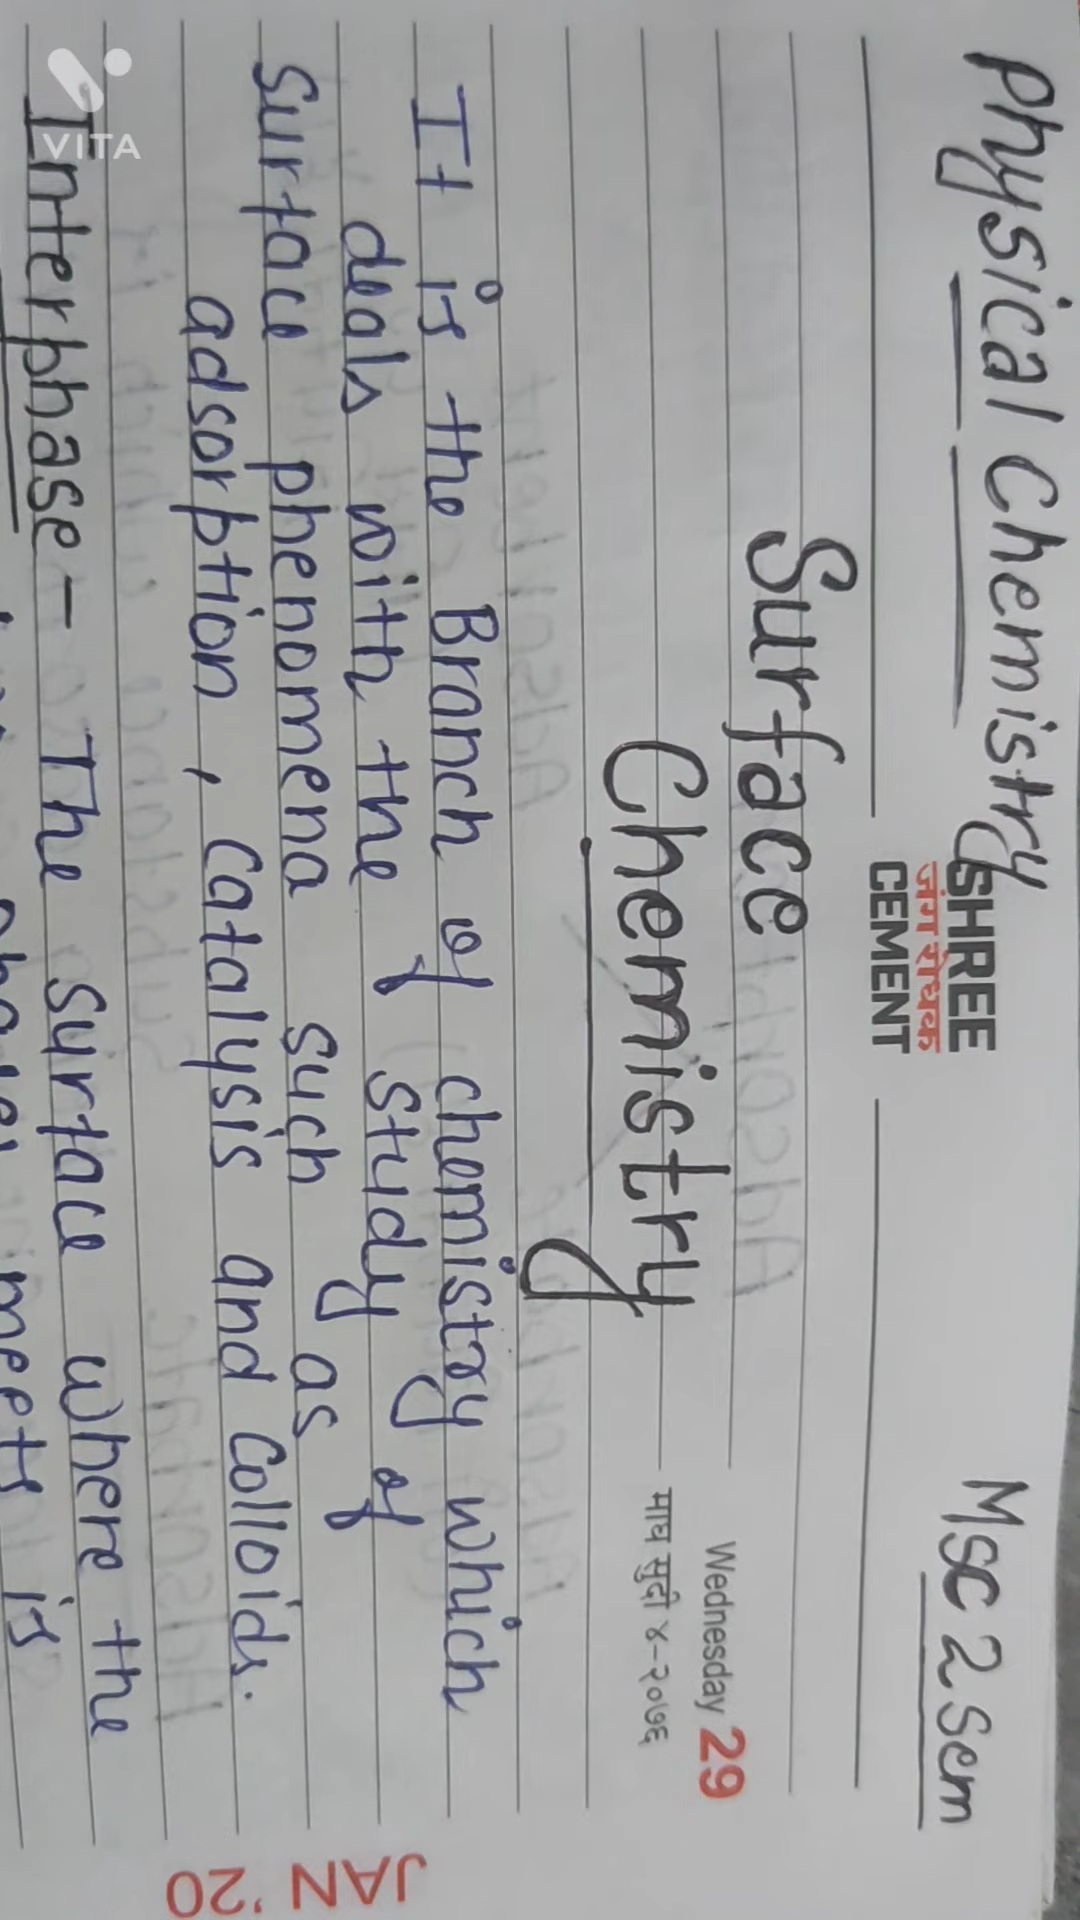 Physical Chemistry
MSC 2 Sem
SHREE
जंग रोधक
CEMENT
Wednesday 29
माघ सुदी ४-२०७६
Surface
Chemistry
It is the Branch of chemistry which
deals with the study of
Surface phenomena such as
adsorption, Catalysis and Colloids.
Interphase- The surface where the
meets is
JAN '20
VITA